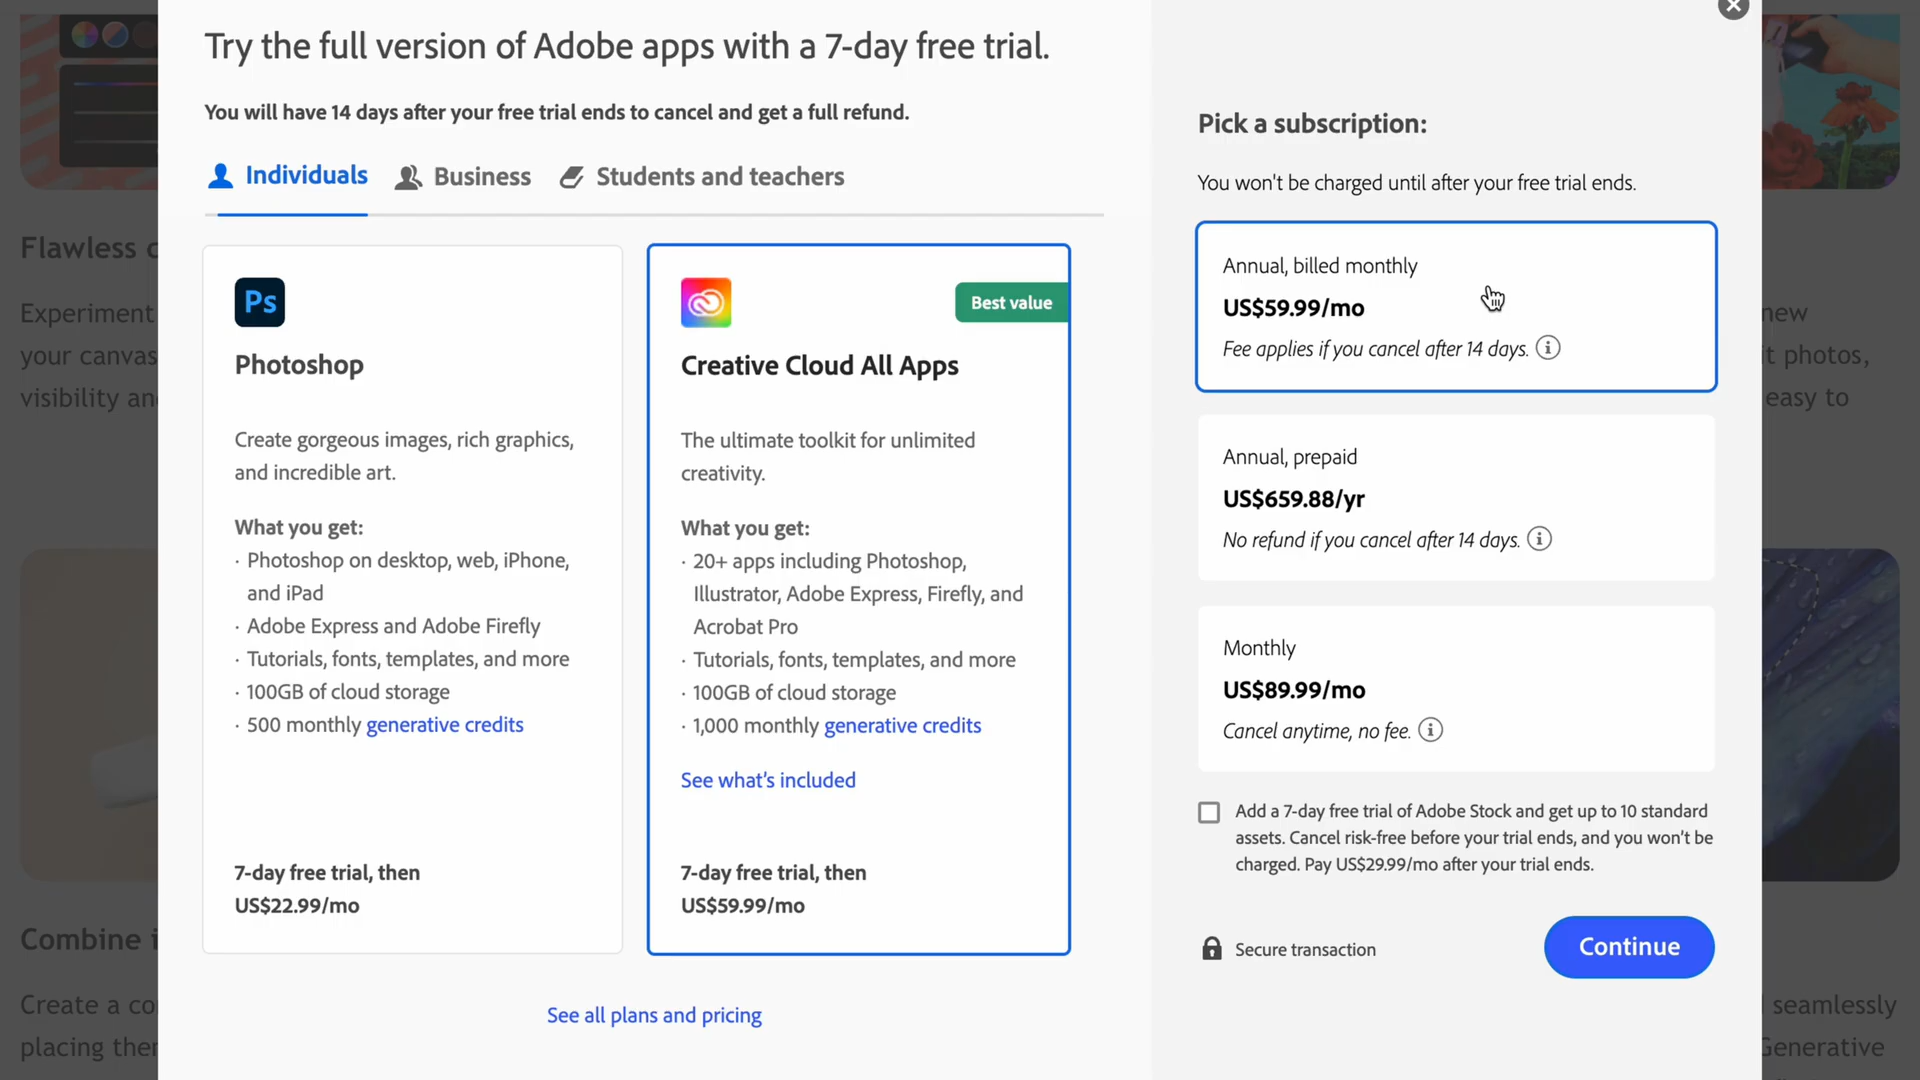 Try the full version of Adobe apps with a 7-day free trial.
You will have 14 days after your free trial ends to cancel and get a full refund.
Individuals
Business
Students and teachers
Ps
Photoshop
Create gorgeous images, rich graphics,
and incredible art.
What you get:
· Photoshop on desktop, web, iPhone,
and iPad
· Adobe Express and Adobe Firefly
· Tutorials, fonts, templates, and more
· 100GB of cloud storage
· 500 monthly generative credits
7-day free trial, then
US$22.99/mo
Best value
Creative Cloud All Apps
The ultimate toolkit for unlimited
creativity.
What you get:
· 20+ apps including Photoshop,
Illustrator, Adobe Express, Firefly, and
Acrobat Pro
· Tutorials, fonts, templates, and more
· 100GB of cloud storage
· 1,000 monthly generative credits
See what's included
7-day free trial, then
US$59.99/mo
See all plans and pricing
Pick a subscription:
You won't be charged until after your free trial ends.
Annual, billed monthly
US$59.99/mo
Fee applies if you cancel after 14 days.
Annual, prepaid
US$659.88/yr
No refund if you cancel after 14 days.
Monthly
US$89.99/mo
Cancel anytime, no fee.
Add a 7-day free trial of Adobe Stock and get up to 10 standard
assets. Cancel risk-free before your trial ends, and you won't be
charged. Pay US$29.99/mo after your trial ends.
Secure transaction
Continue
Flawless
Experiment
your canvas
visibility
Combine
Create a
placing
new
photos,
easy to
seamlessly
Generative